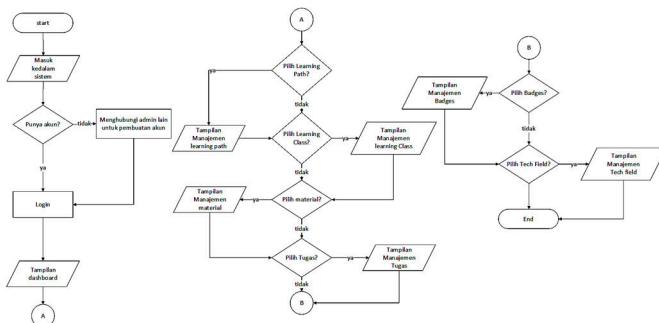 start
Masuk
kedalam
sistem
Punya akun?
tidak
Menghubungi admin lain
untuk pembuatan akun
ya
Login
Tampilan
dashboard
A
A
Pilih Learning
Path?
ya
tidak
Tampilan
Manajemen
learning path
Pilih Learning
Class?
ya
Tampilan
Manajemen
learning Class
tidak
Tampilan
Manajemen
material
ya
Pilih material?
tidak
Pilih Tugas?
ya
Tampilan
Manajemen
Tugas
tidak
B
B
Tampilan
Manajemen
Badges
ya
Pilih Badges?
tidak
Pilih Tech Field?
ya
Tampilan
Manajemen
Tech field
End